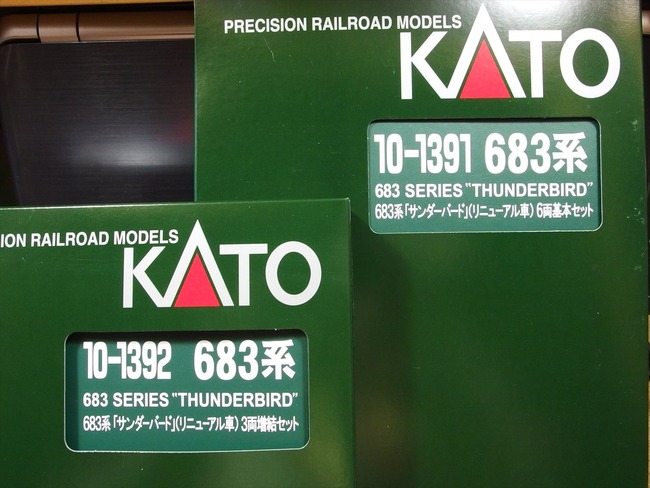 PRECISION RAILROAD MODELS
KATO
10-1391 683系
683 SERIES "THUNDERBIRD"
683系「サンダーバード」(リニューアル車) 6両基本セット
ION RAILROAD MODELS
KATO
10-1392 683系
683 SERIES "THUNDERBIRD"
683系「サンダーバード」(リニューアル車) 3両増結セット